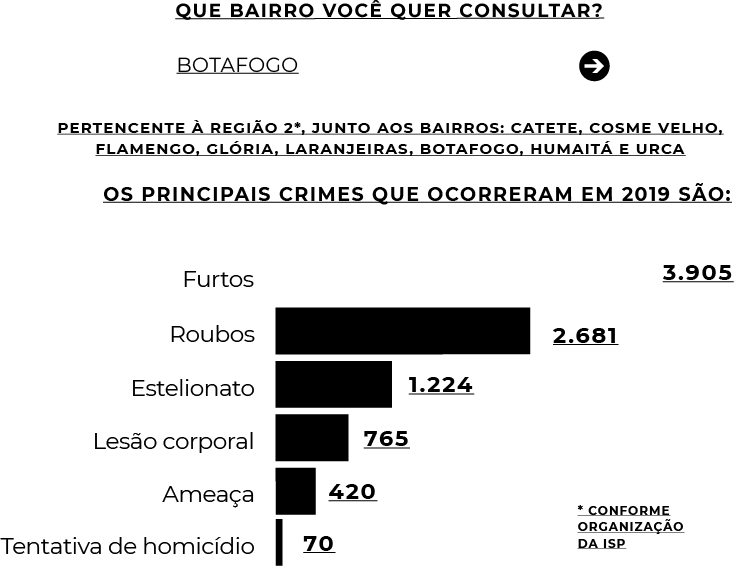 QUE BAIRRO VOCÊ QUER CONSULTAR?
BOTAFOGO
PERTENCENTE À REGIÃO 2*, JUNTO AOS BAIRROS: CATETE, COSME VELHO,
FLAMENGO, GLÓRIA, LARANJEIRAS, BOTAFOGO, HUMAITÁ E URCA
OS PRINCIPAIS CRIMES QUE OCORRERAM EM 2019 SÃO:
Furtos 3.905
Roubos 2.681
Estelionato 1.224
Lesão corporal 765
Ameaça 420
Tentativa de homicídio 70
* CONFORME
ORGANIZAÇÃO
DA ISP